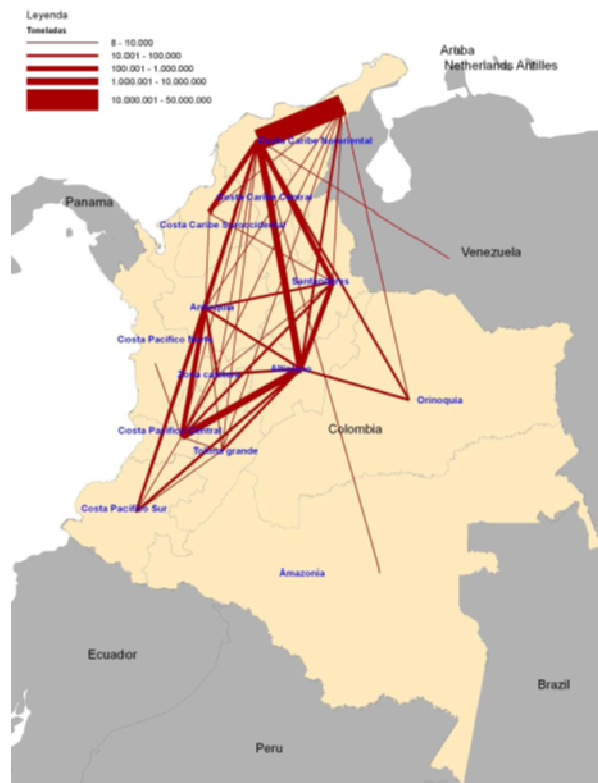 Leyenda
Toneladas
6 - 10.000
10.001 - 100.000
100.001 - 1.000.000
1.000.001 - 10.000.000
10.000.001 - 50.000.000
Aruba
Netherlands Antilles
Costa Caribe Nororiental
Panama
Costa Caribe Central
Costa Caribe Suroccidental
Venezuela
Santanderes
Antioquia
Costa Pacifico Norte
Zona cafetera
Altiplano
Orinoquia
Costa Pacifico Central
Colombia
Tolima grande
Costa Pacifico Sur
Amazonia
Ecuador
Brazil
Peru